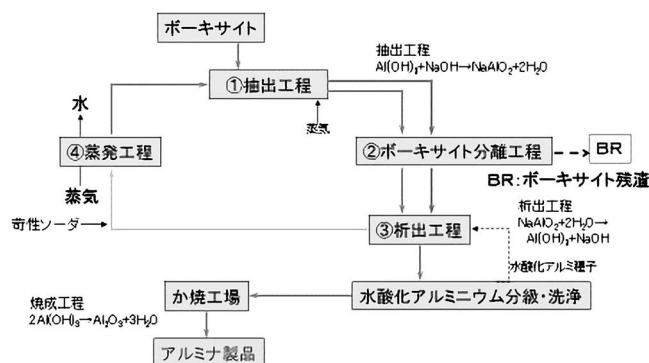 ボーキサイト
抽出工程
Al(OH)₃+NaOH→NaAlO₂+2H₂O
①抽出工程
水
蒸気
④蒸発工程
②ボーキサイト分離工程
BR
蒸気
BR:ボーキサイト残渣
苛性ソーダ
析出工程
NaAlO₂+2H₂O→
Al(OH)₃+NaOH
③析出工程
水酸化アルミ種子
焼成工程
2Al(OH)₃→Al₂O₃+3H₂O
か焼工場
水酸化アルミニウム分級・洗浄
アルミナ製品